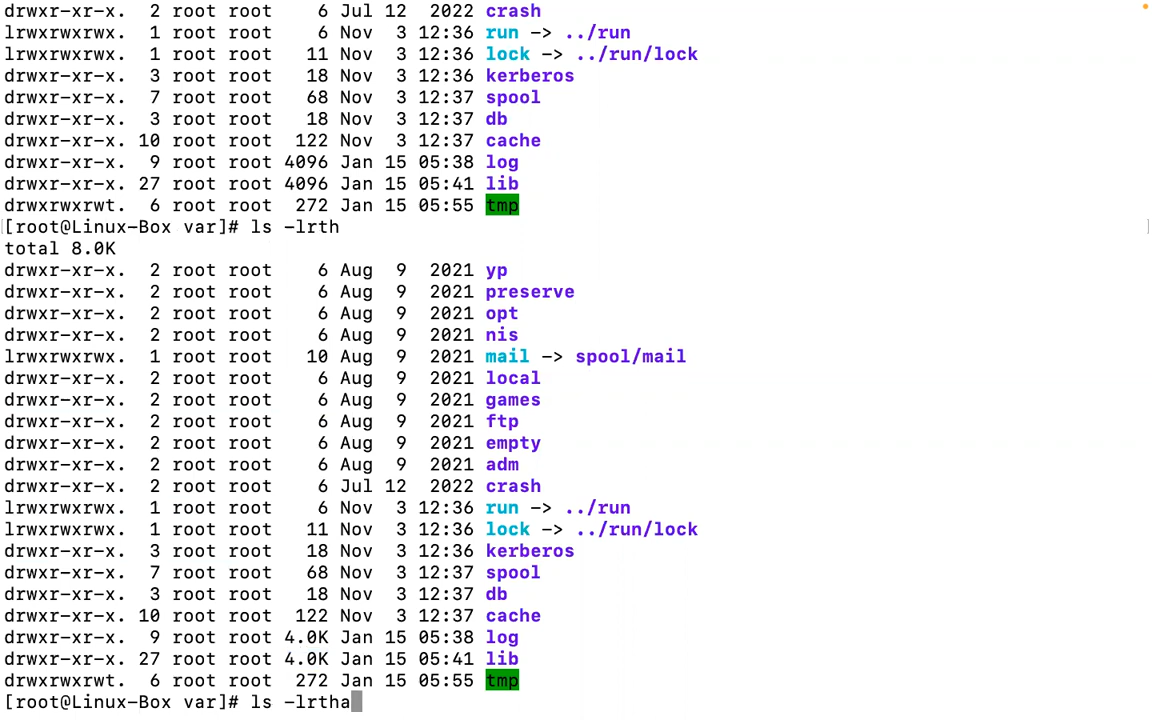 drwxr-xr-x.  2 root root    6 Jul 12  2022 crash
lrwxrwxrwx.  1 root root    6 Nov  3 12:36 run -> ../run
lrwxrwxrwx.  1 root root   11 Nov  3 12:36 lock -> ../run/lock
drwxr-xr-x.  3 root root   18 Nov  3 12:36 kerberos
drwxr-xr-x.  7 root root   68 Nov  3 12:37 spool
drwxr-xr-x.  3 root root   18 Nov  3 12:37 db
drwxr-xr-x. 10 root root  122 Nov  3 12:37 cache
drwxr-xr-x.  9 root root 4096 Jan 15 05:38 log
drwxr-xr-x. 27 root root 4096 Jan 15 05:41 lib
drwxrwxrwt.  6 root root  272 Jan 15 05:55 tmp
[root@Linux-Box var]# ls -lrth
total 8.0K
drwxr-xr-x.  2 root root    6 Aug  9  2021 yp
drwxr-xr-x.  2 root root    6 Aug  9  2021 preserve
drwxr-xr-x.  2 root root    6 Aug  9  2021 opt
drwxr-xr-x.  2 root root    6 Aug  9  2021 nis
lrwxrwxrwx.  1 root root   10 Aug  9  2021 mail -> spool/mail
drwxr-xr-x.  2 root root    6 Aug  9  2021 local
drwxr-xr-x.  2 root root    6 Aug  9  2021 games
drwxr-xr-x.  2 root root    6 Aug  9  2021 ftp
drwxr-xr-x.  2 root root    6 Aug  9  2021 empty
drwxr-xr-x.  2 root root    6 Aug  9  2021 adm
drwxr-xr-x.  2 root root    6 Jul 12  2022 crash
lrwxrwxrwx.  1 root root    6 Nov  3 12:36 run -> ../run
lrwxrwxrwx.  1 root root   11 Nov  3 12:36 lock -> ../run/lock
drwxr-xr-x.  3 root root   18 Nov  3 12:36 kerberos
drwxr-xr-x.  7 root root   68 Nov  3 12:37 spool
drwxr-xr-x.  3 root root   18 Nov  3 12:37 db
drwxr-xr-x. 10 root root  122 Nov  3 12:37 cache
drwxr-xr-x.  9 root root 4.0K Jan 15 05:38 log
drwxr-xr-x. 27 root root 4.0K Jan 15 05:41 lib
drwxrwxrwt.  6 root root  272 Jan 15 05:55 tmp
[root@Linux-Box var]# ls -lrtha